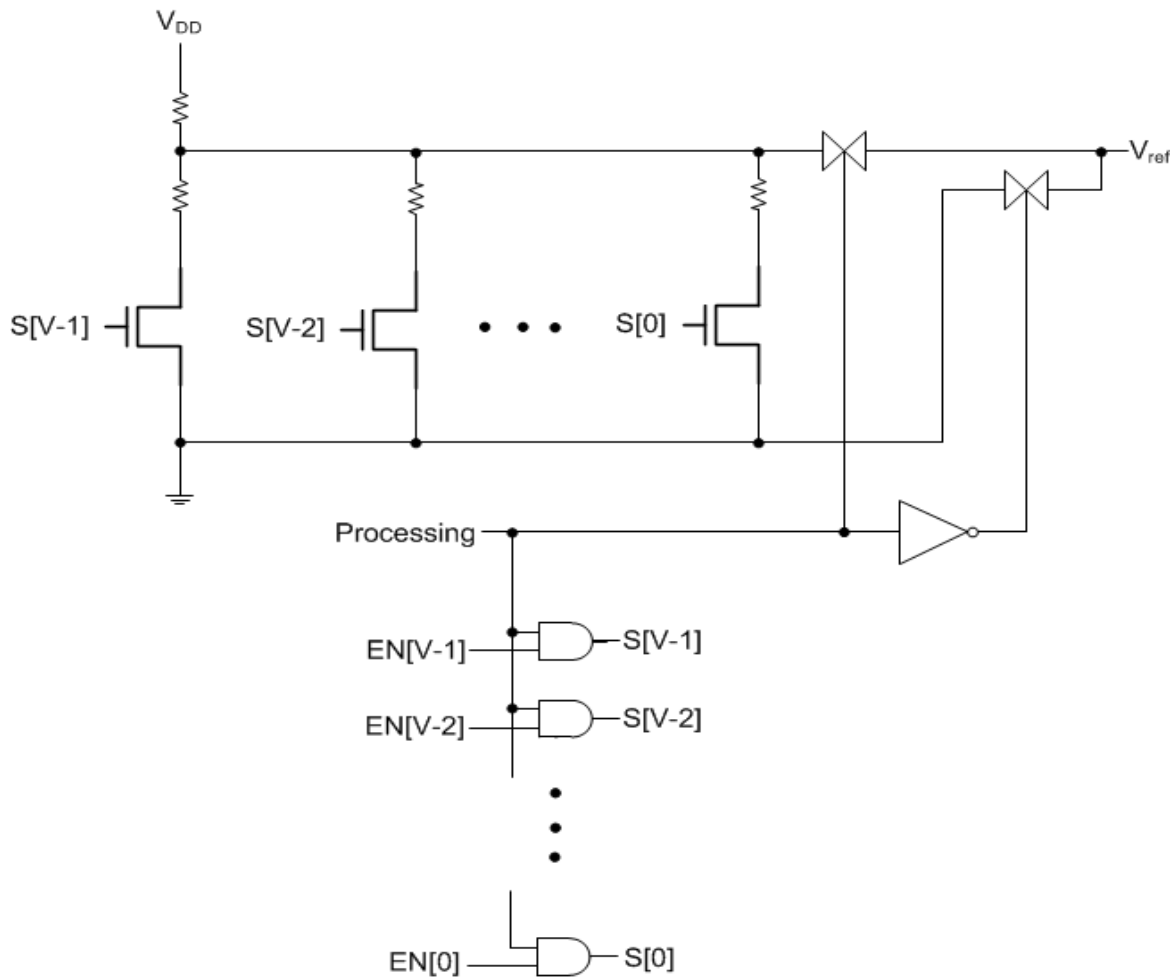 V_DD
V_ref
S[V-1]
S[V-2]
S[0]
Processing
EN[V-1]
S[V-1]
EN[V-2]
S[V-2]
EN[0]
S[0]